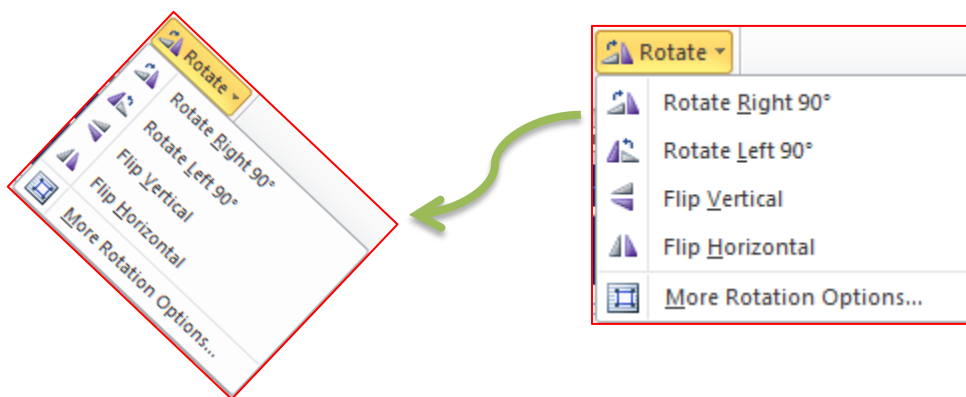 Rotate
Rotate Right 90°
Rotate Left 90°
Flip Vertical
Flip Horizontal
More Rotation Options...
Rotate
Rotate Right 90°
Rotate Left 90°
Flip Vertical
Flip Horizontal
More Rotation Options...